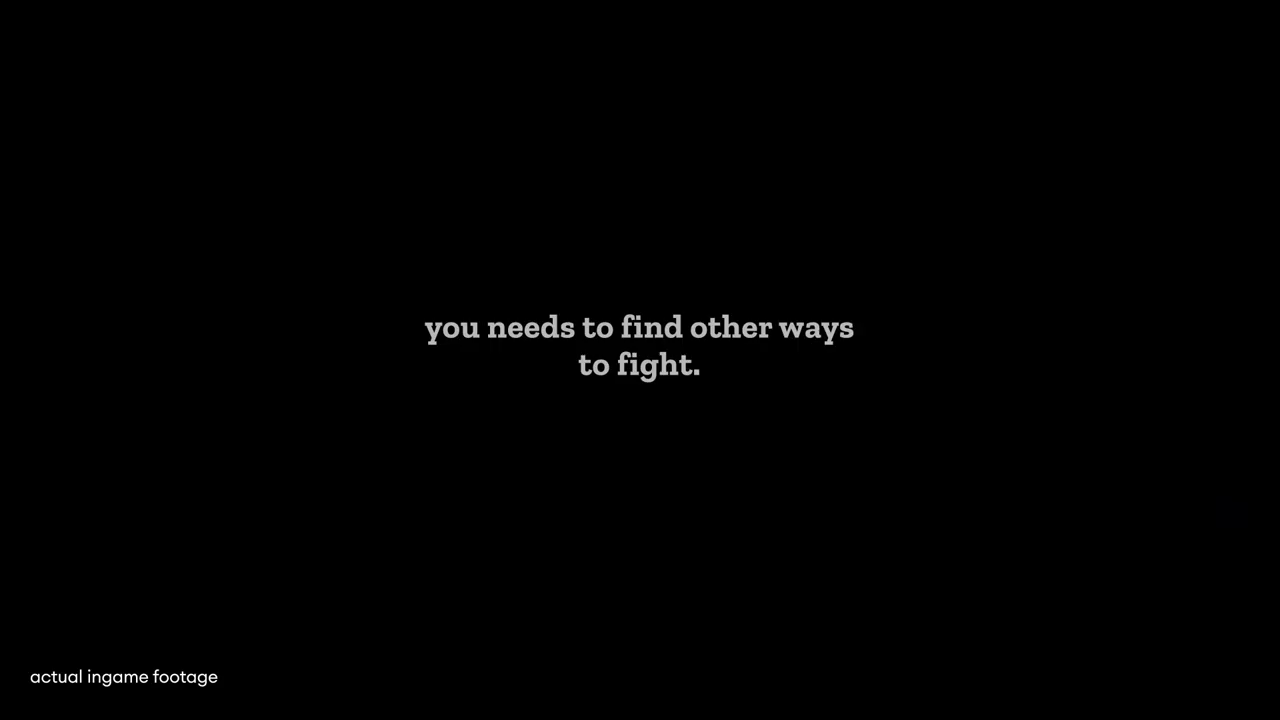 you needs to find other ways
to fight.
actual ingame footage